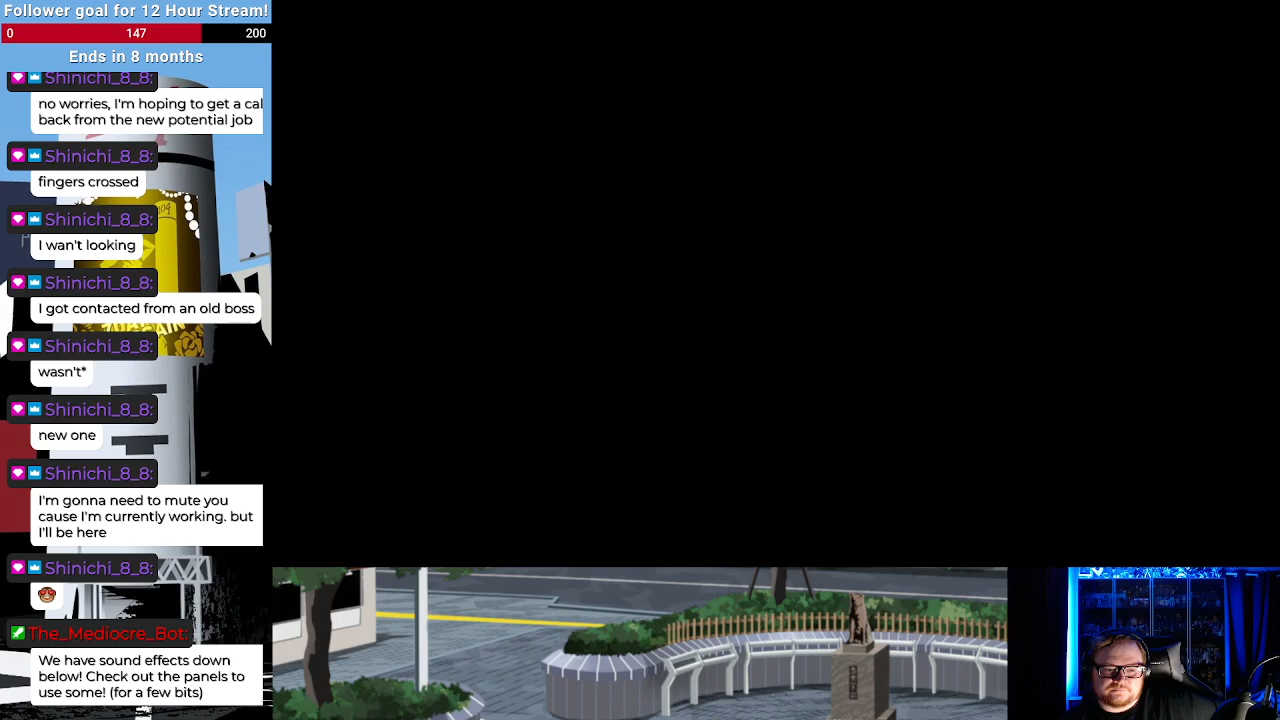 Follower goal for 12 Hour Stream!
0 147 200
Ends in 8 months
Shinichi_8_8:
no worries, I'm hoping to get a cal
back from the new potential job
Shinichi_8_8:
fingers crossed
104
Shinichi_8_8:
I wan't looking
Shinichi_8_8:
I got contacted from an old boss
Shinichi_8_8:
wasn't*
Shinichi_8_8:
new one
Shinichi_8_8:
I'm gonna need to mute you
cause I'm currently working. but
I'll be here
Shinichi_8_8:
The_Mediocre_Bot:
We have sound effects down
below! Check out the panels to
use some! (for a few bits)